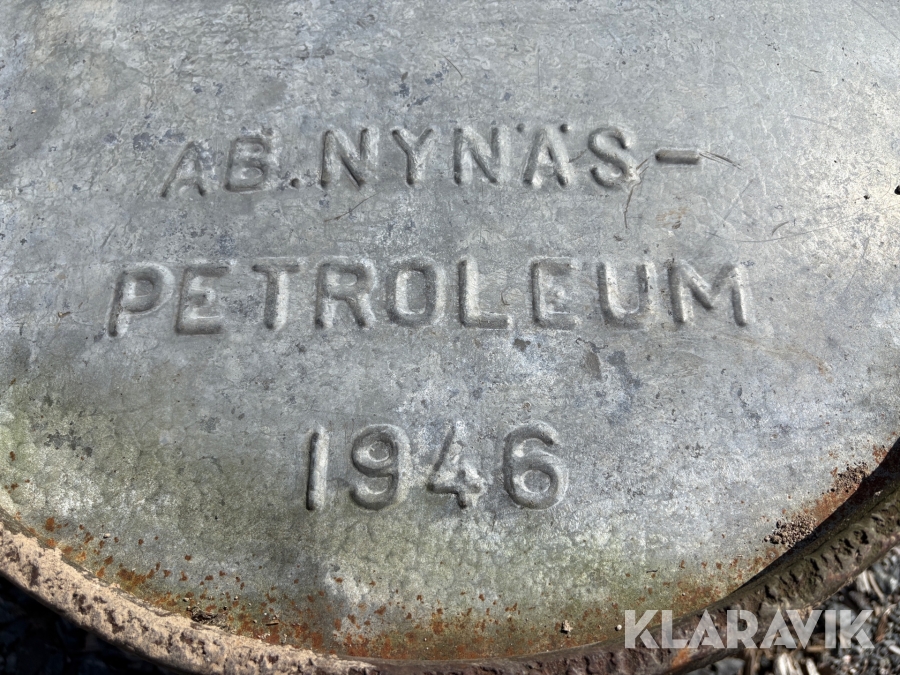 AB. NYNÄS-
PETROLEUM
1946
KLARAVIK